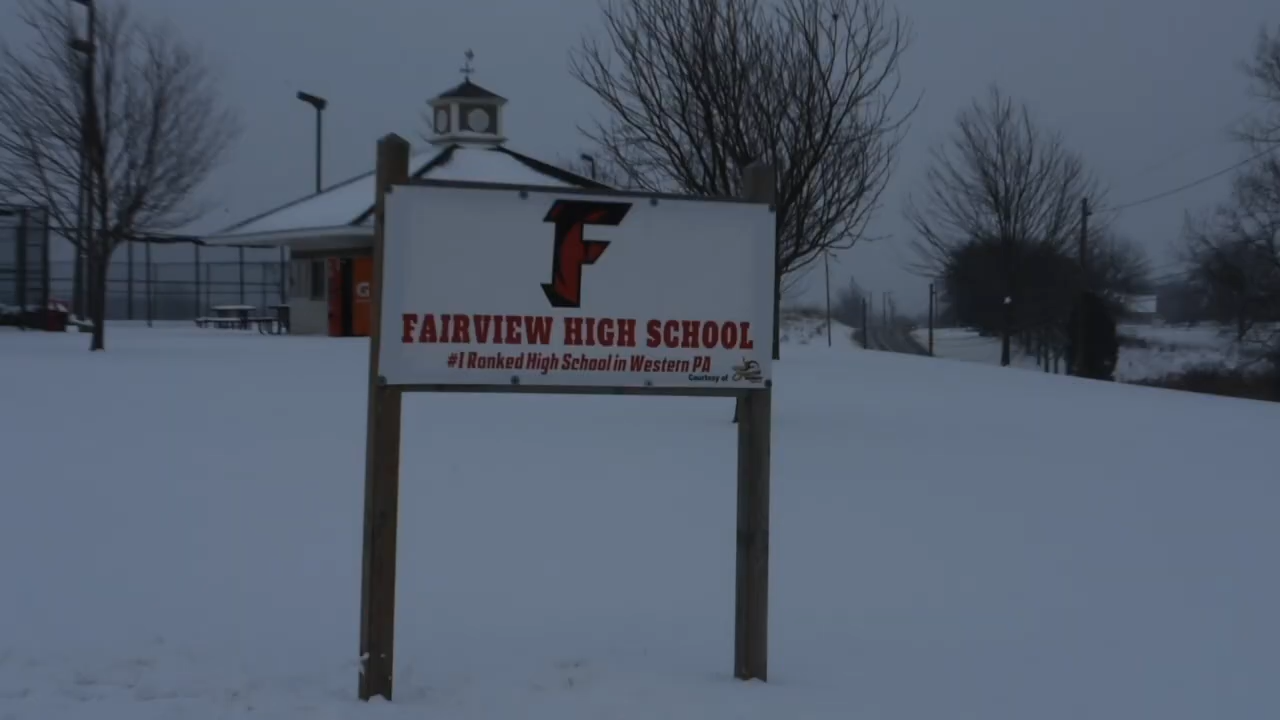 F
FAIRVIEW HIGH SCHOOL
#1 Ranked High School in Western PA
Courtesy of
G